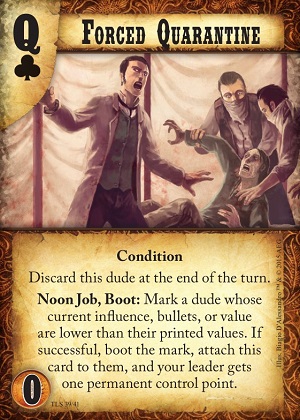 Q
FORCED QUARANTINE
Condition
Discard this dude at the end of the turn.
Noon Job, Boot: Mark a dude whose
current influence, bullets, or value
are lower than their printed values. If
successful, boot the mark, attach this
card to them, and your leader gets
one permanent control point.
0